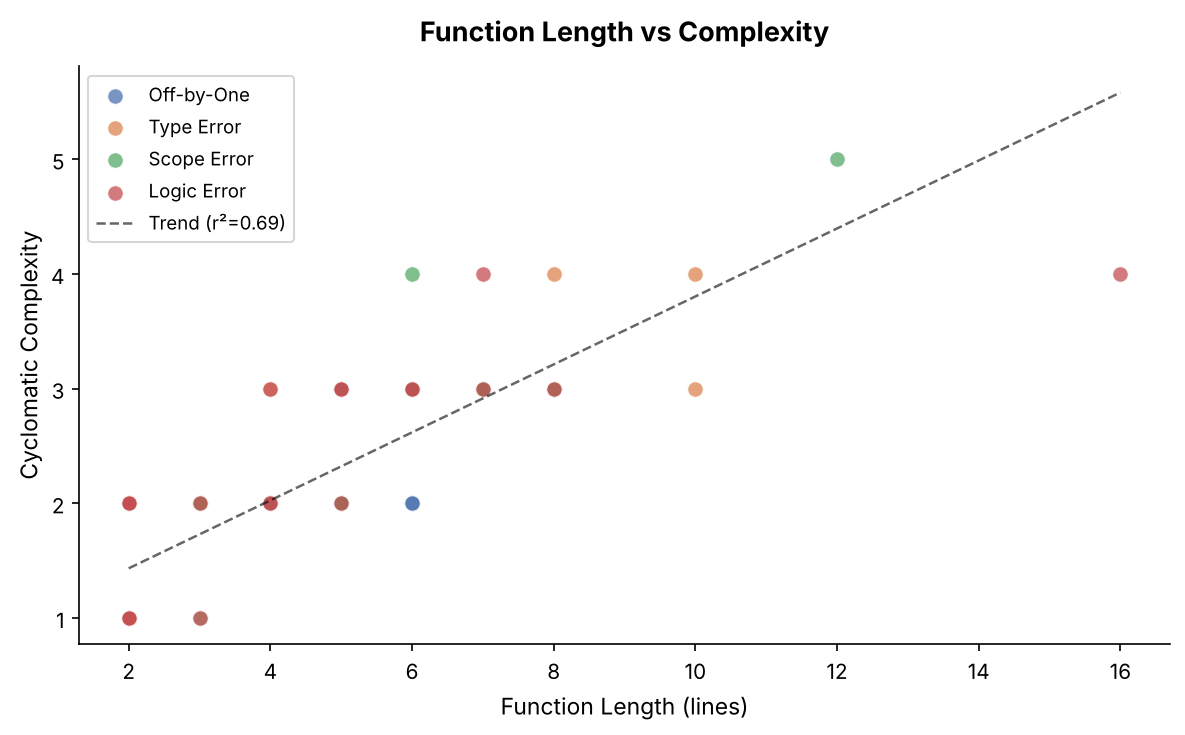 Function Length vs Complexity
Off-by-One
Type Error
Scope Error
Logic Error
Trend (r²=0.69)
Cyclomatic Complexity
5
4
3
2
1
2 4 6 8 10 12 14 16
Function Length (lines)